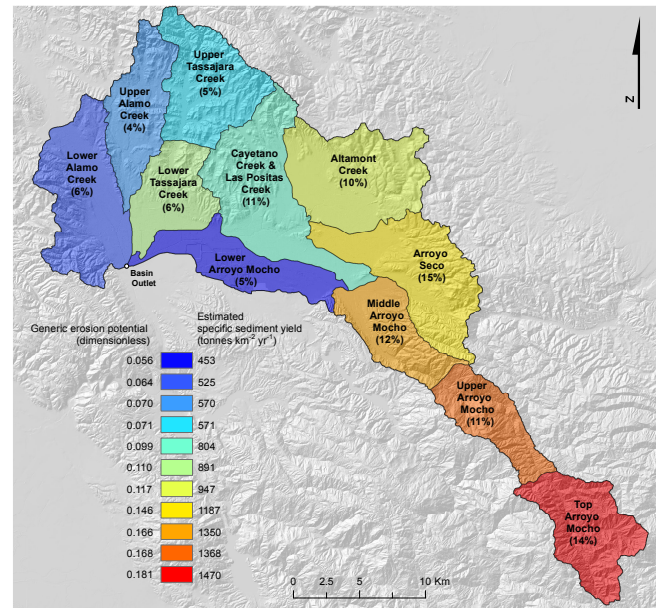 N
Upper
Tassajara
Creek
(5%)
Upper
Alamo
Creek
(4%)
Lower
Alamo
Creek
(6%)
Lower
Tassajara
Creek
(6%)
Cayetano
Creek &
Las Positas
Creek
(11%)
Altamont
Creek
(10%)
Arroyo
Seco
(15%)
Lower
Arroyo Mocho
(5%)
Basin
Outlet
Middle
Arroyo
Mocho
(12%)
Upper
Arroyo
Mocho
(11%)
Top
Arroyo
Mocho
(14%)
Generic erosion potential
(dimensionless)
Estimated
specific sediment yield
(tonnes km-2 yr-1)
0.056 453
0.064 525
0.070 570
0.071 571
0.099 804
0.110 891
0.117 947
0.146 1187
0.166 1350
0.168 1368
0.181 1470
0 2.5 5 10 Km